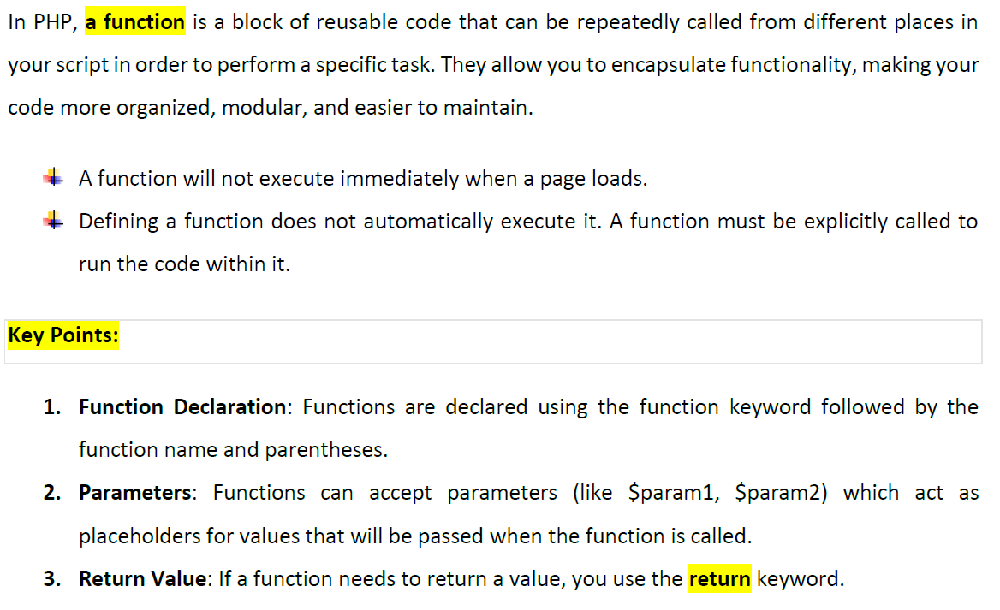 In PHP, a function is a block of reusable code that can be repeatedly called from different places in
your script in order to perform a specific task. They allow you to encapsulate functionality, making your
code more organized, modular, and easier to maintain.
A function will not execute immediately when a page loads.
Defining a function does not automatically execute it. A function must be explicitly called to
run the code within it.
Key Points:
1. Function Declaration: Functions are declared using the function keyword followed by the
function name and parentheses.
2. Parameters: Functions can accept parameters (like $param1, $param2) which act as
placeholders for values that will be passed when the function is called.
3. Return Value: If a function needs to return a value, you use the return keyword.